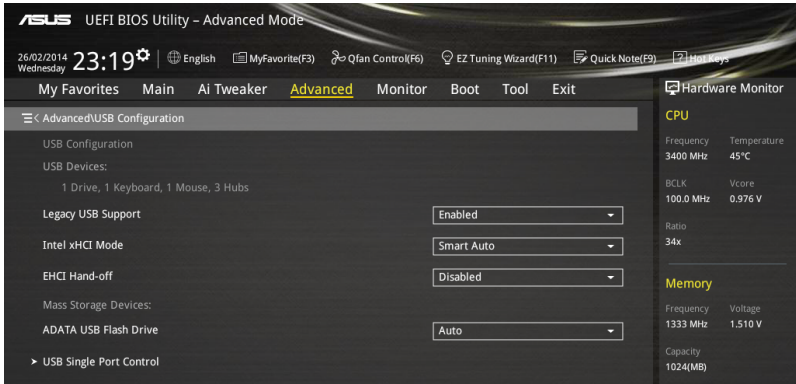 ASUS UEFI BIOS Utility – Advanced Mode
26/02/2014 Wednesday 23:19 English MyFavorite(F3) Qfan Control(F6) EZ Tuning Wizard(F11) Quick Note(F9) ? Hot Keys
My Favorites Main Ai Tweaker Advanced Monitor Boot Tool Exit
< Advanced\USB Configuration
USB Configuration
USB Devices:
1 Drive, 1 Keyboard, 1 Mouse, 3 Hubs
Legacy USB Support Enabled
Intel xHCI Mode Smart Auto
EHCI Hand-off Disabled
Mass Storage Devices:
ADATA USB Flash Drive Auto
> USB Single Port Control
Hardware Monitor
CPU
Frequency Temperature
3400 MHz 45°C
BCLK Vcore
100.0 MHz 0.976 V
Ratio
34x
Memory
Frequency Voltage
1333 MHz 1.510 V
Capacity
1024(MB)